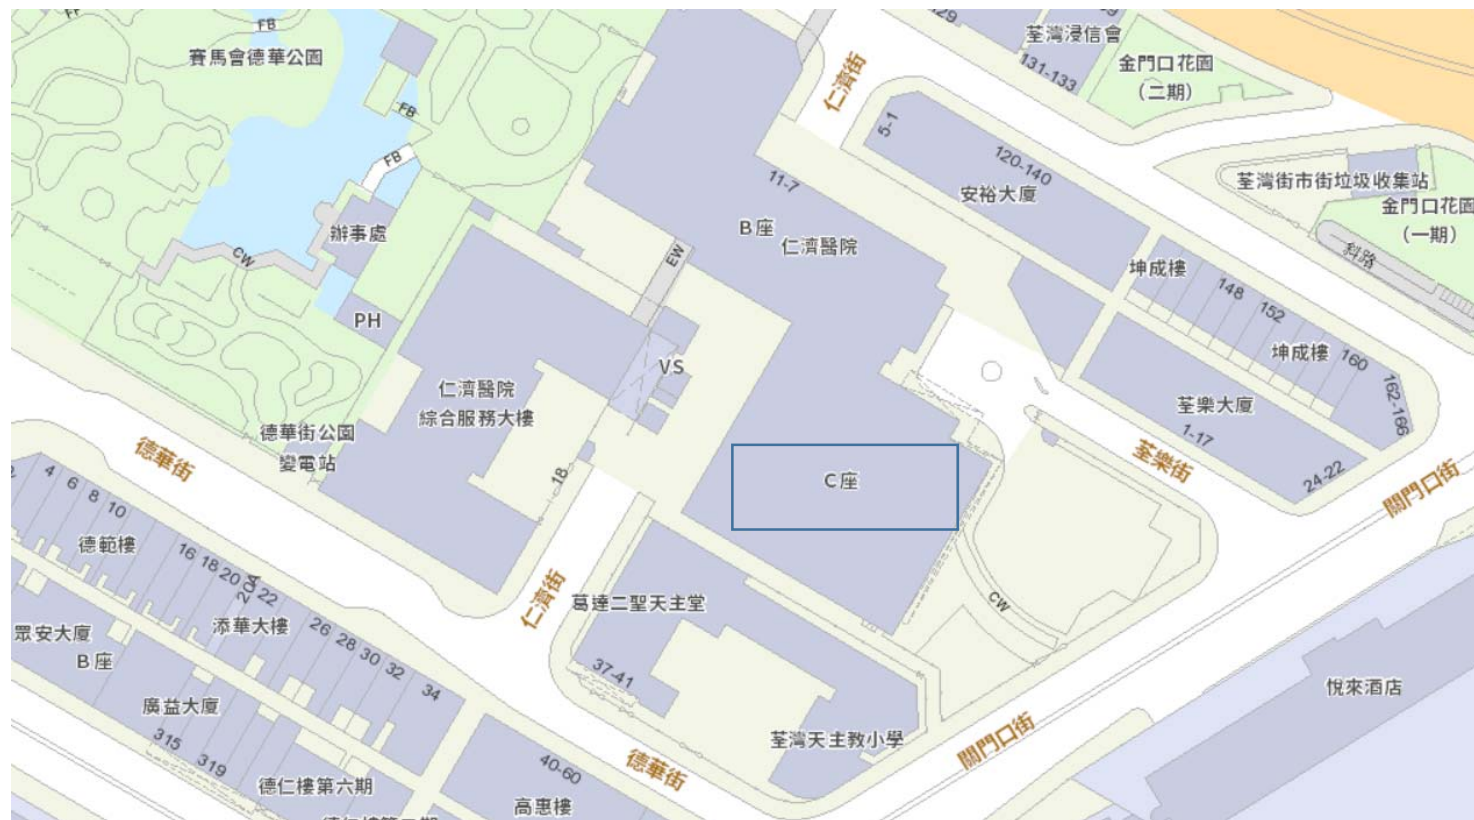 FB
賽馬會德華公園
129
荃灣浸信會
131-133
金門口花園
（二期）
仁濟街
5-1
FB
FB
120-140
安裕大廈
荃灣街市街垃圾收集站
金門口花園
（一期）
斜路
11-7
B座
仁濟醫院
辦事處
CW
EW
坤成樓
148
152
坤成樓
160
162-166
PH
VS
仁濟醫院
綜合服務大樓
荃樂大廈
1-17
24-22
荃樂街
關門口街
德華街公園
變電站
德華街
18
C座
4
6
8
10
德範樓
16
18
20
20A
22
添華大樓
26
28
30
32
34
仁濟街
葛達二聖天主堂
CW
眾安大廈
B座
廣益大廈
315
319
37-41
悅來酒店
荃灣天主教小學
關門口街
德華街
德仁樓第六期
40-60
高惠樓